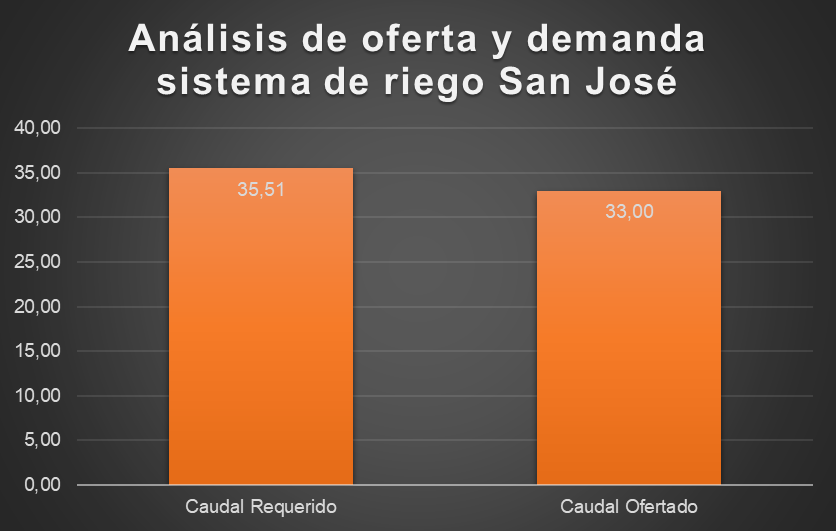 Análisis de oferta y demanda
sistema de riego San José
40,00
35,00
30,00
25,00
20,00
15,00
10,00
5,00
0,00
35,51
33,00
Caudal Requerido
Caudal Ofertado